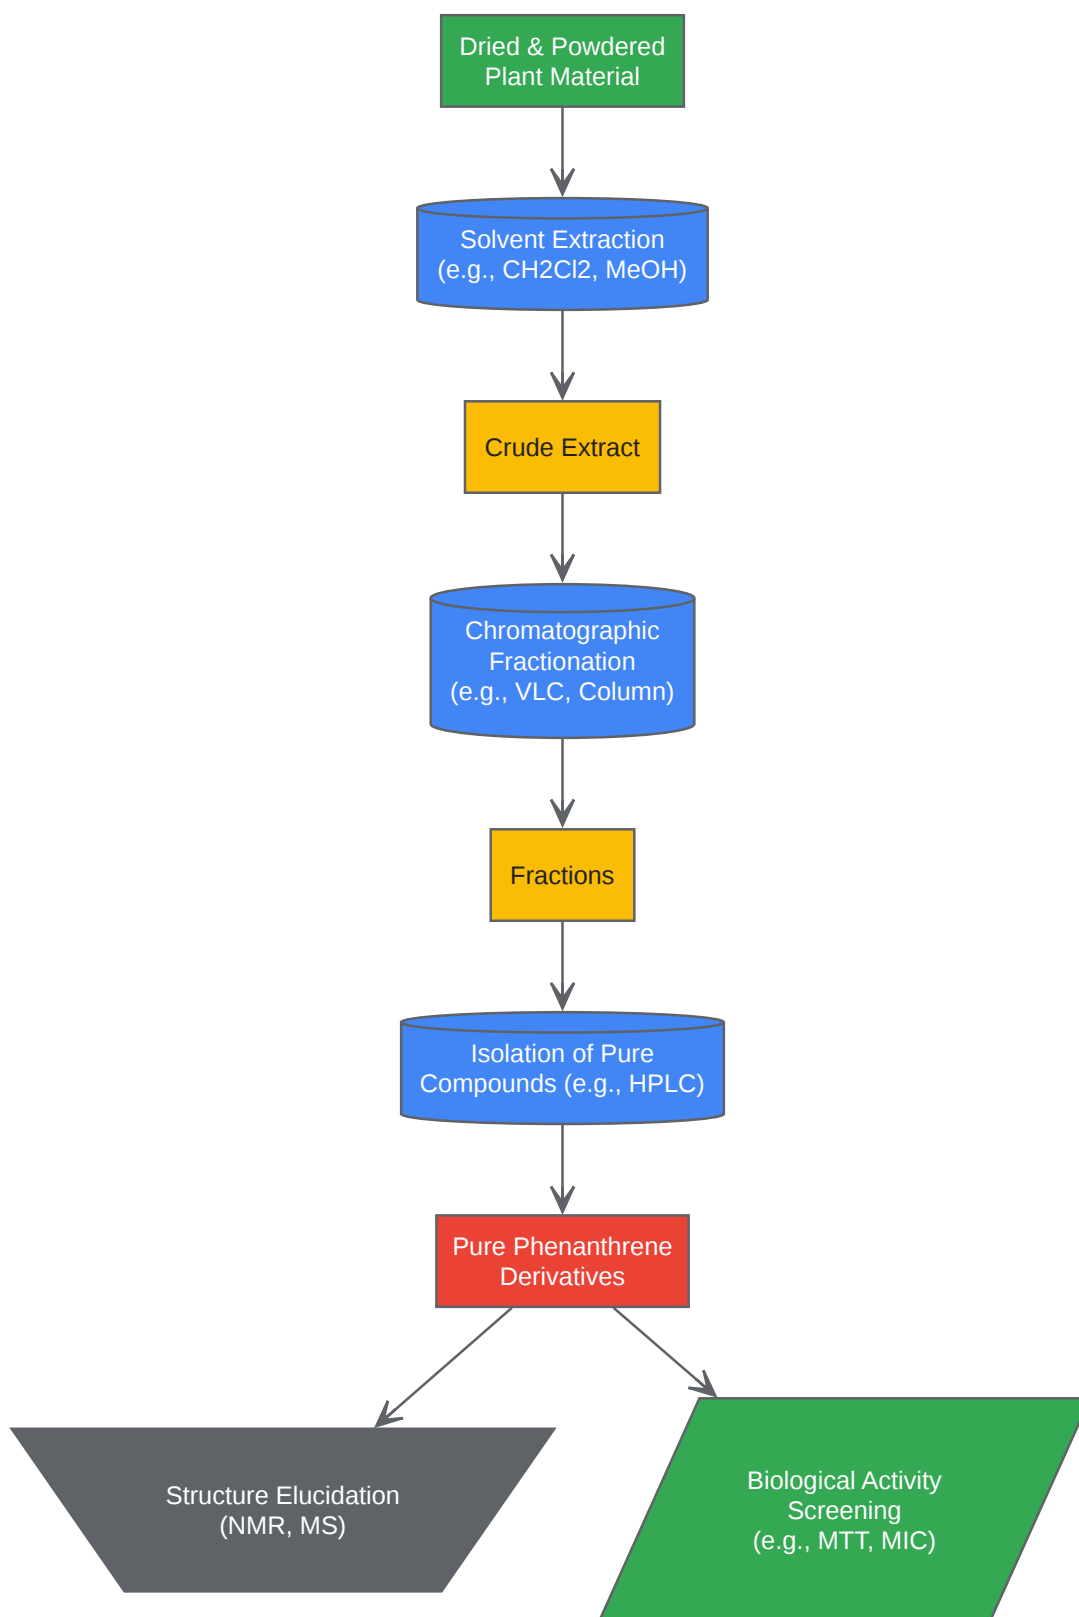 Dried & Powdered
Plant Material
Solvent Extraction
(e.g., CH2Cl2, MeOH)
Crude Extract
Chromatographic
Fractionation
(e.g., VLC, Column)
Fractions
Isolation of Pure
Compounds (e.g., HPLC)
Pure Phenanthrene
Derivatives
Structure Elucidation
(NMR, MS)
Biological Activity
Screening
(e.g., MTT, MIC)